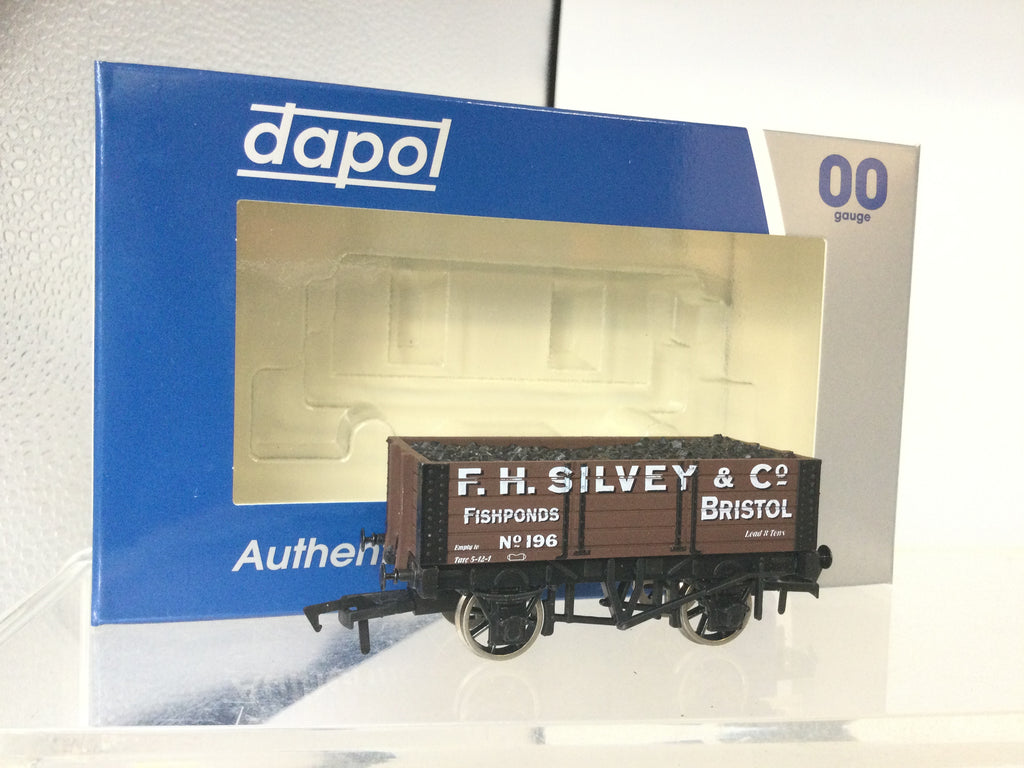 dapol
00
gauge
Authen
F. H. SILVEY & Cº
FISHPONDS
BRISTOL
Nº 196
Load 8 Tons
Empty to
Tare 5-12-1